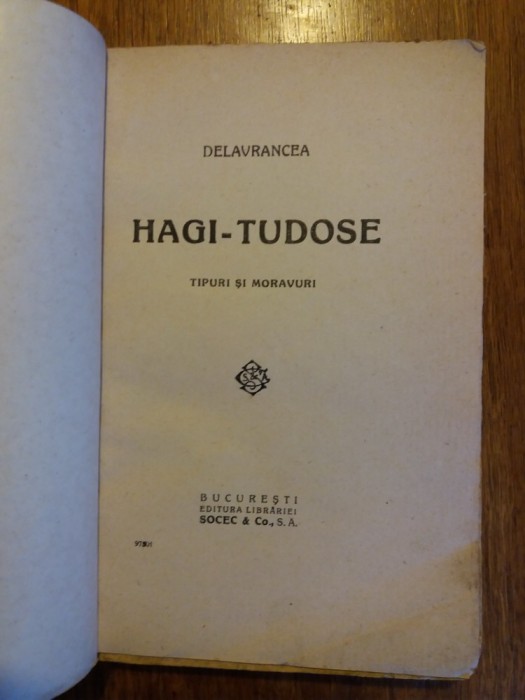 DELAVRANCEA
HAGI-TUDOSE
TIPURI ȘI MORAVURI
BUCUREȘTI
EDITURA LIBRĂRIEI
SOCEC & Co., S. A.